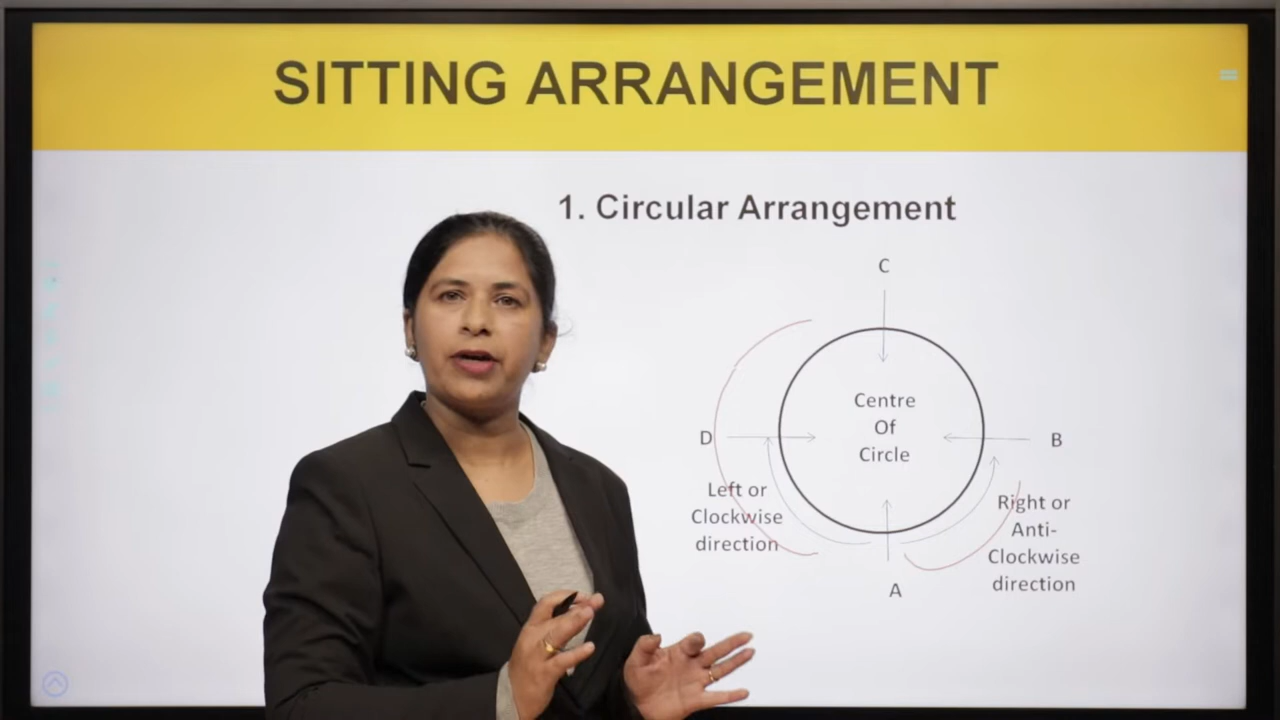 SITTING ARRANGEMENT
1. Circular Arrangement
C
Centre
Of
Circle
D
B
Left or
Clockwise
direction
Right or
Anti-
Clockwise
direction
A